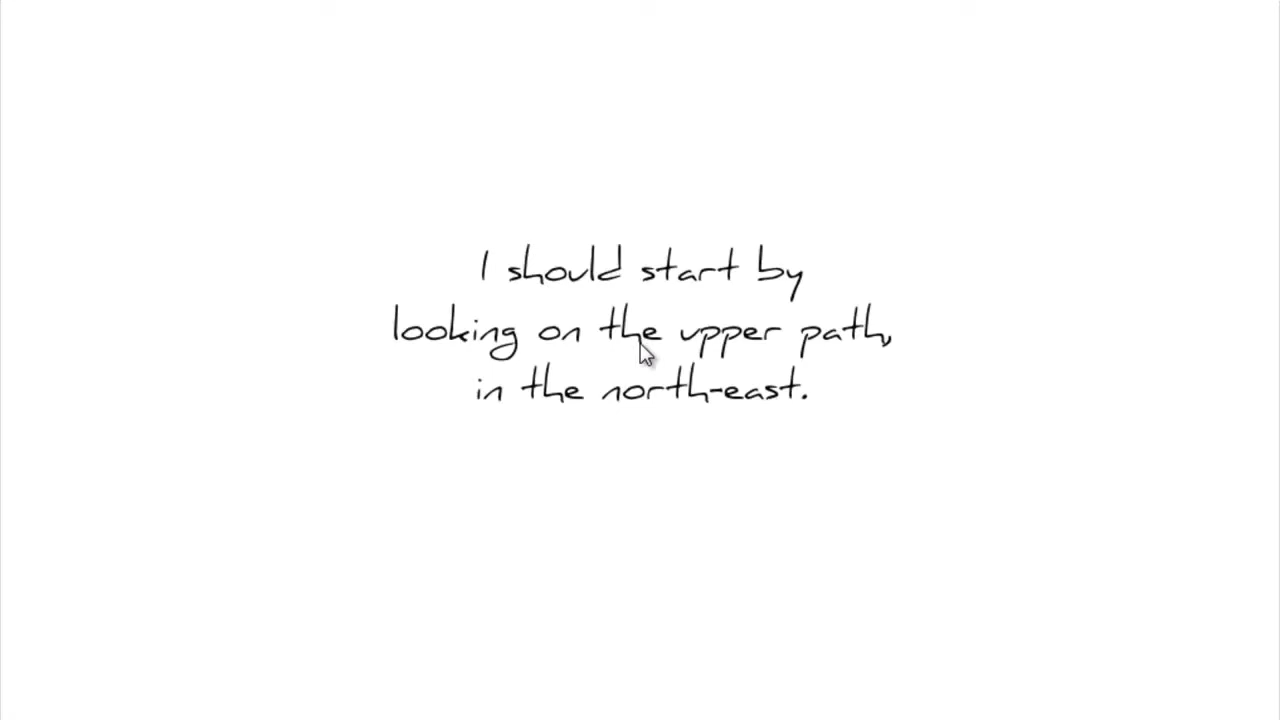 I should start by
looking on the upper path,
in the north-east.